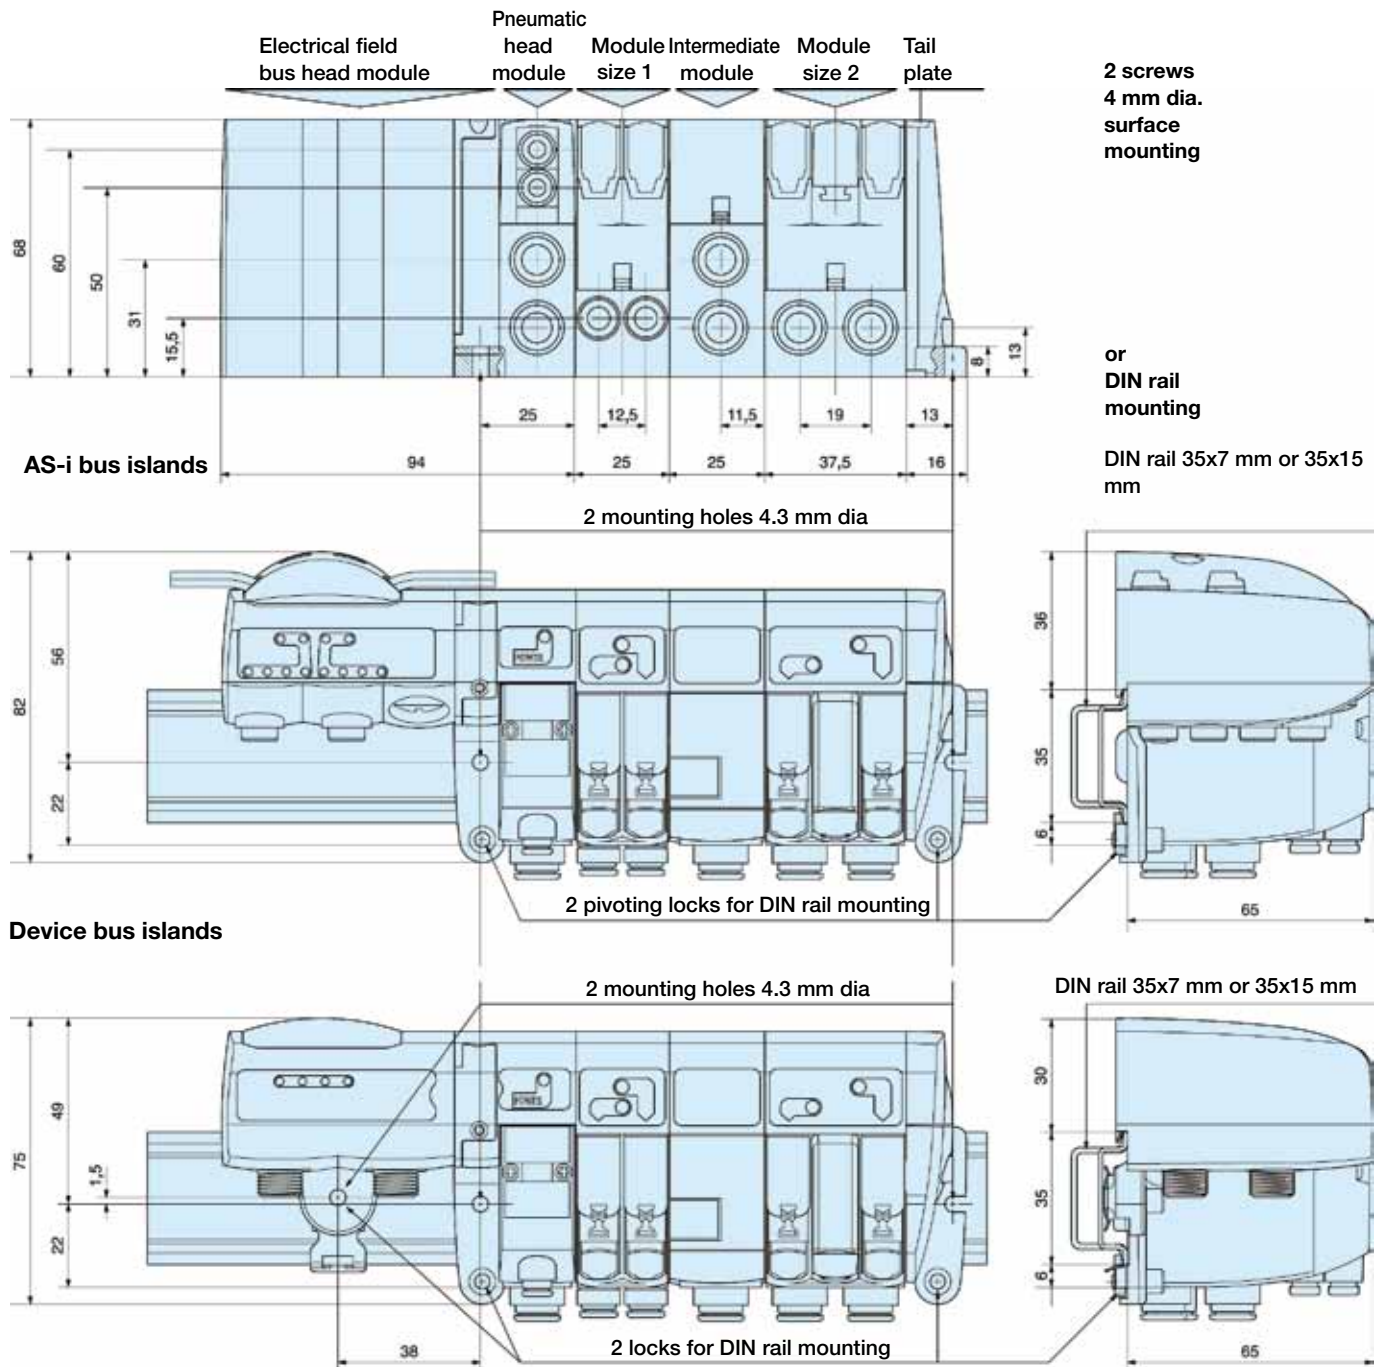 Pneumatic
Electrical field head Module Intermediate Module Tail
bus head module module size 1 module size 2 plate
2 screws
4 mm dia.
surface
mounting
68
60
50
31
15,5
8
13
or
DIN rail
mounting
25 12,5 11,5 19 13
AS-i bus islands
94 25 25 37,5 16
DIN rail 35x7 mm or 35x15
mm
2 mounting holes 4.3 mm dia
82
56
22
36
35
6
2 pivoting locks for DIN rail mounting
65
Device bus islands
2 mounting holes 4.3 mm dia
DIN rail 35x7 mm or 35x15 mm
75
49
1,5
22
30
35
6
2 locks for DIN rail mounting
38
65